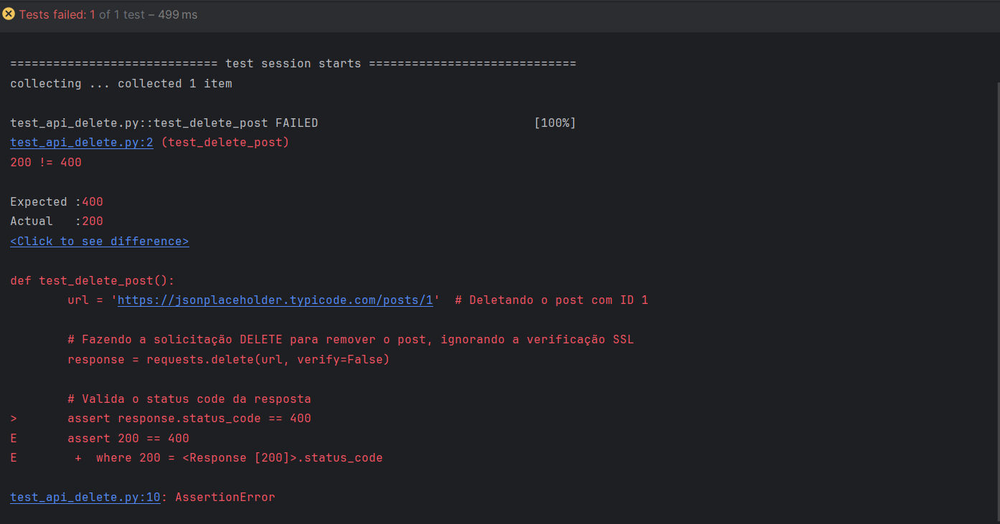 Tests failed: 1 of 1 test – 499 ms
============================= test session starts =============================
collecting ... collected 1 item
test_api_delete.py::test_delete_post FAILED                              [100%]
test_api_delete.py:2 (test_delete_post)
200 != 400
Expected :400
Actual   :200
<Click to see difference>
def test_delete_post():
        url = 'https://jsonplaceholder.typicode.com/posts/1'  # Deletando o post com ID 1
        # Fazendo a solicitação DELETE para remover o post, ignorando a verificação SSL
        response = requests.delete(url, verify=False)
        # Valida o status code da resposta
>       assert response.status_code == 400
E       assert 200 == 400
E        +  where 200 = <Response [200]>.status_code
test_api_delete.py:10: AssertionError